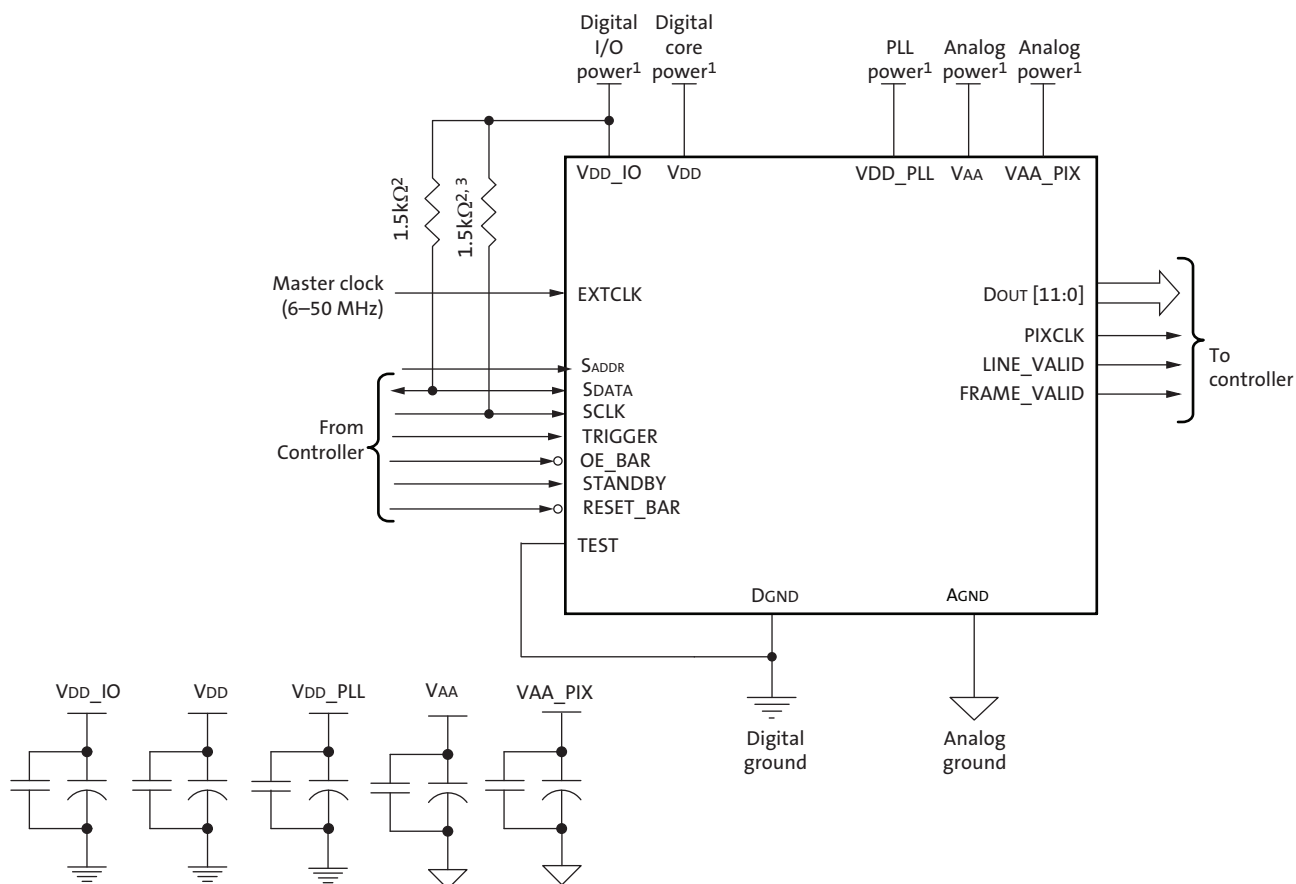 Digital
I/O
power1
Digital
core
power1
PLL
power1
Analog
power1
Analog
power1
VDD_IO
VDD
VDD_PLL
VAA
VAA_PIX
1.5kΩ2
1.5kΩ2, 3
Master clock
(6–50 MHz)
EXTCLK
SADDR
SDATA
SCLK
TRIGGER
OE_BAR
STANDBY
RESET_BAR
TEST
From
Controller
DOUT [11:0]
PIXCLK
LINE_VALID
FRAME_VALID
To
controller
DGND
AGND
Digital
ground
Analog
ground
VDD_IO
VDD
VDD_PLL
VAA
VAA_PIX